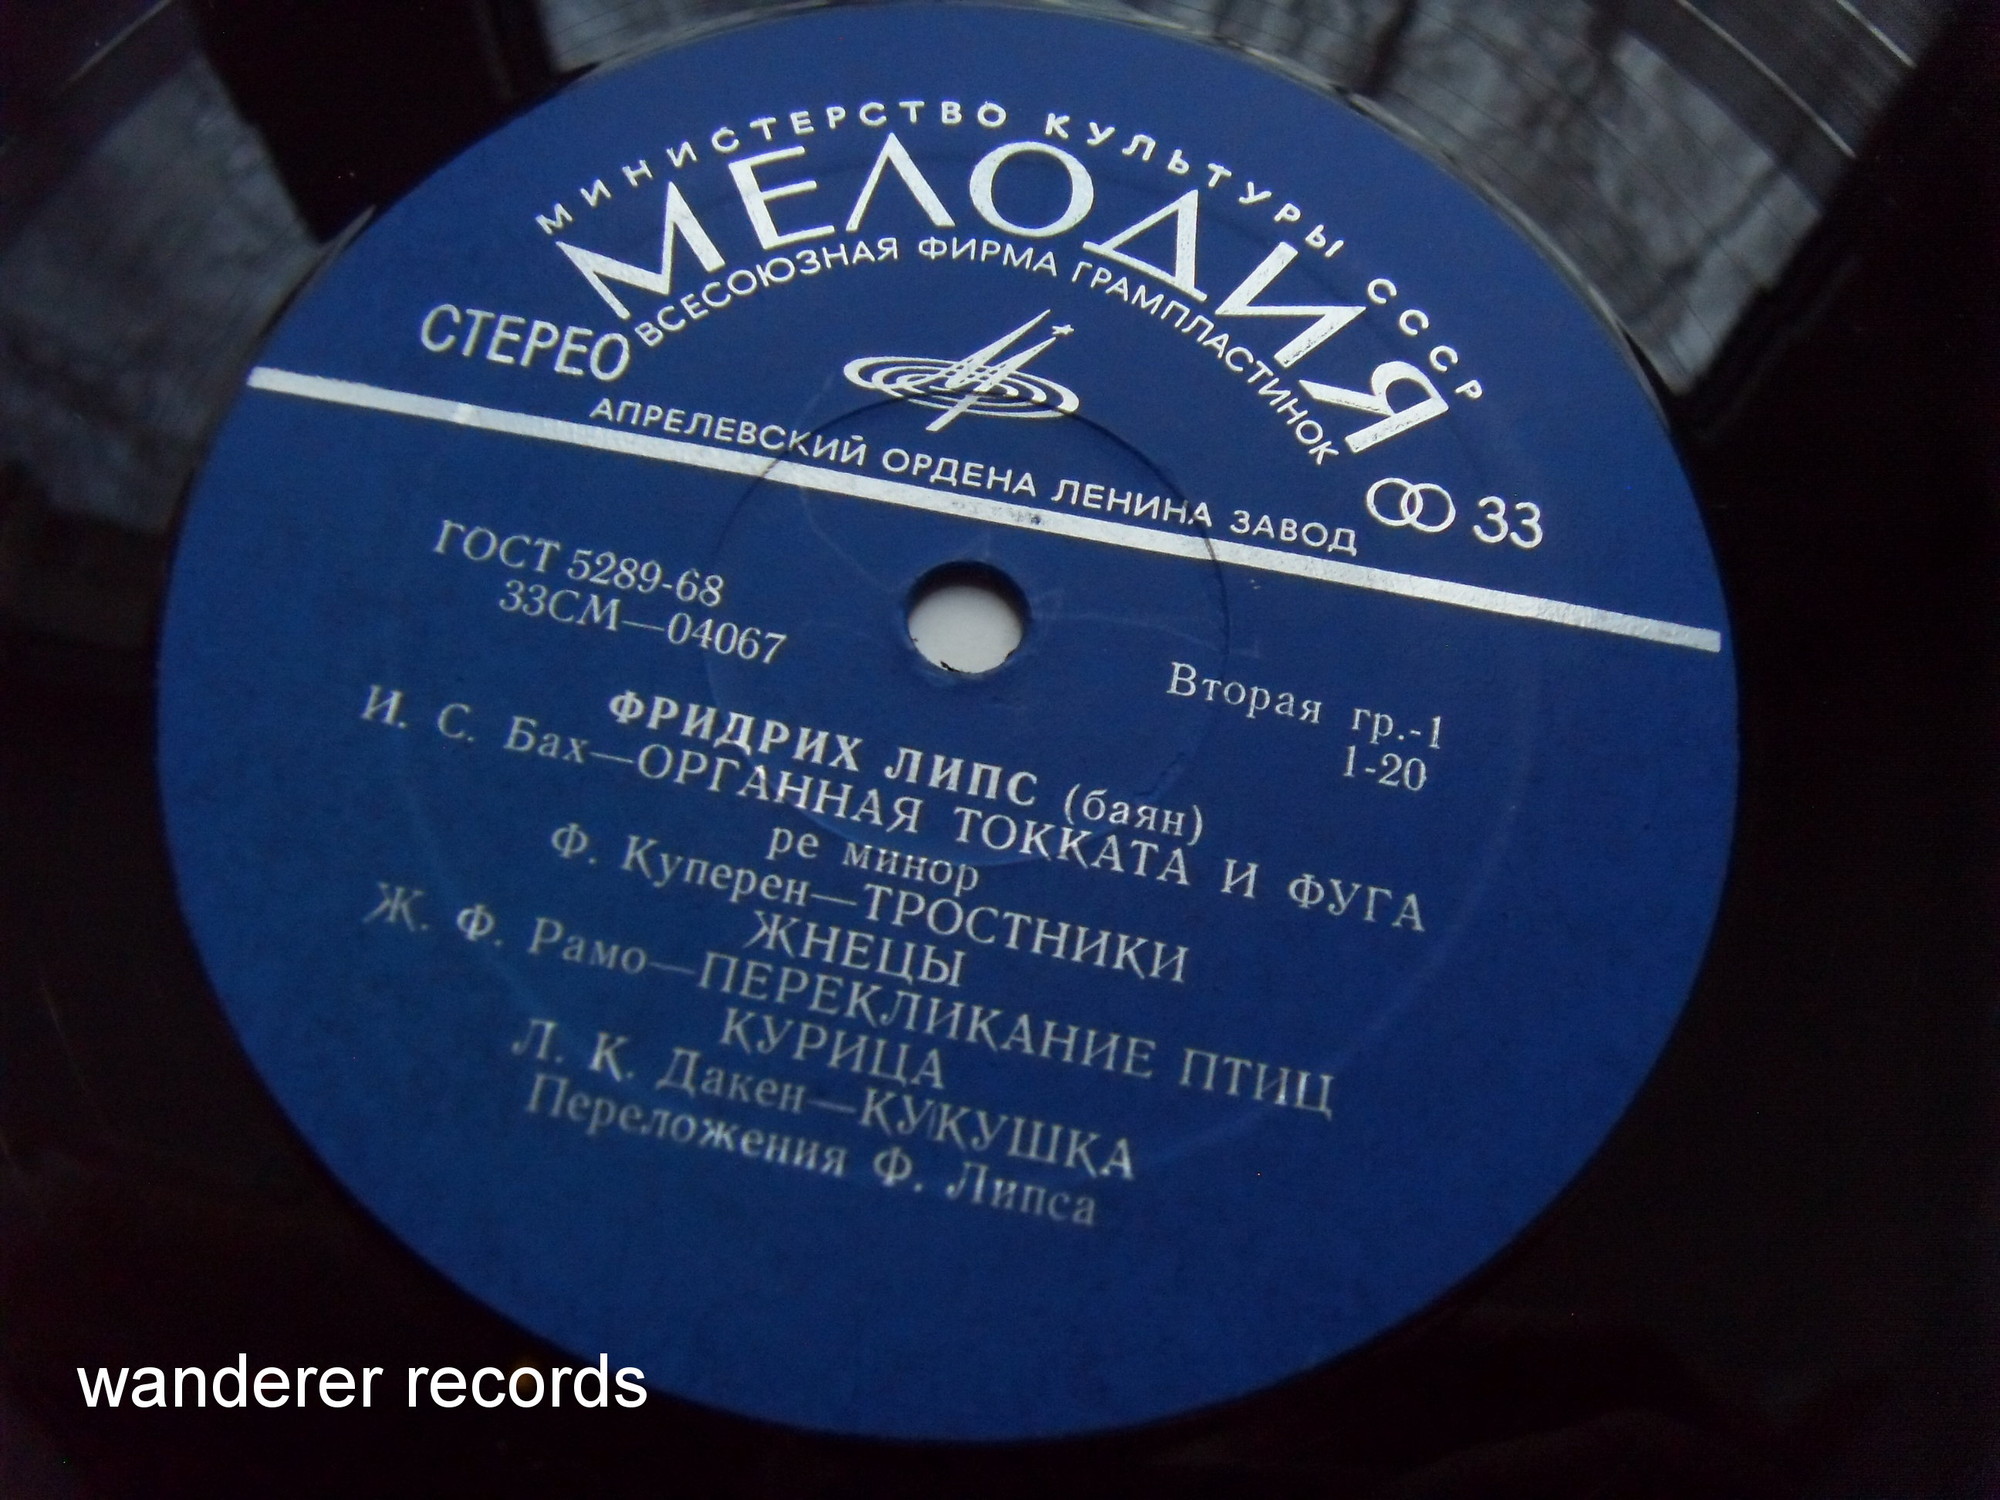 МИНИСТЕРСТВО КУЛЬТУРЫ СССР
МЕЛОДИЯ
ВСЕСОЮЗНАЯ ФИРМА ГРАМПЛАСТИНОК
СТЕРЕО
33
АПРЕЛЕВСКИЙ ОРДЕНА ЛЕНИНА ЗАВОД
ГОСТ 5289-68
33СМ—04067
Вторая гр.-1
1-20
ФРИДРИХ ЛИПС (баян)
И. С. Бах—ОРГАННАЯ ТОККАТА И ФУГА
ре минор
Ф. Куперен—ТРОСТНИКИ
ЖНЕЦЫ
Ж. Ф. Рамо—ПЕРЕКЛИКАНИЕ ПТИЦ
КУРИЦА
Л. К. Дакен—КУКУШКА
Переложения Ф. Липса
wanderer records